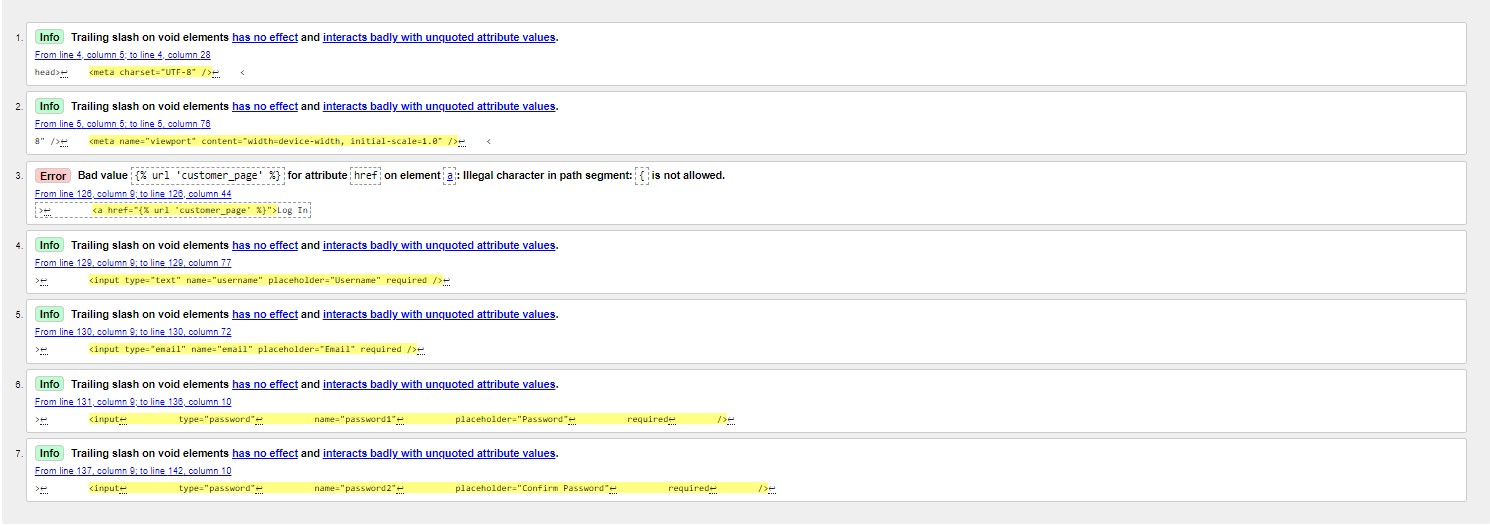 1. Info Trailing slash on void elements has no effect and interacts badly with unquoted attribute values.
From line 4, column 5; to line 4, column 28
head>↩    <meta charset="UTF-8" />↩    <
2. Info Trailing slash on void elements has no effect and interacts badly with unquoted attribute values.
From line 5, column 5; to line 5, column 76
8" />↩    <meta name="viewport" content="width=device-width, initial-scale=1.0" />↩    <
3. Error Bad value {% url 'customer_page' %} for attribute href on element a: Illegal character in path segment: { is not allowed.
From line 126, column 9; to line 126, column 44
>↩        <a href="{% url 'customer_page' %}">Log In
4. Info Trailing slash on void elements has no effect and interacts badly with unquoted attribute values.
From line 129, column 9; to line 129, column 77
>↩        <input type="text" name="username" placeholder="Username" required />↩
5. Info Trailing slash on void elements has no effect and interacts badly with unquoted attribute values.
From line 130, column 9; to line 130, column 72
>↩        <input type="email" name="email" placeholder="Email" required />↩
6. Info Trailing slash on void elements has no effect and interacts badly with unquoted attribute values.
From line 131, column 9; to line 136, column 10
>↩        <input↩          type="password"↩          name="password1"↩          placeholder="Password"↩          required↩        />↩
7. Info Trailing slash on void elements has no effect and interacts badly with unquoted attribute values.
From line 137, column 9; to line 142, column 10
>↩        <input↩          type="password"↩          name="password2"↩          placeholder="Confirm Password"↩          required↩        />↩